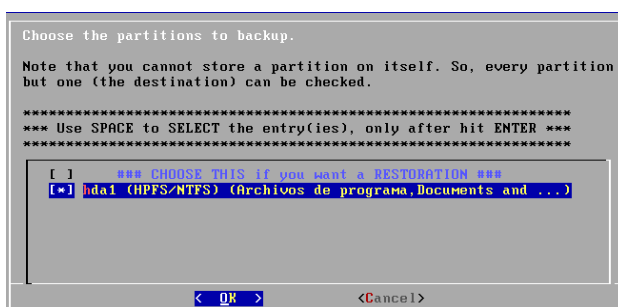 Choose the partitions to backup.
Note that you cannot store a partition on itself. So, every partition
but one (the destination) can be checked.
****************************************************************
*** Use SPACE to SELECT the entry(ies), only after hit ENTER ***
****************************************************************
[ ] ### CHOOSE THIS if you want a RESTORATION ###
[*] hda1 (HPFS/NTFS) (Archivos de programa,Documents and ...)
< OK > <Cancel>